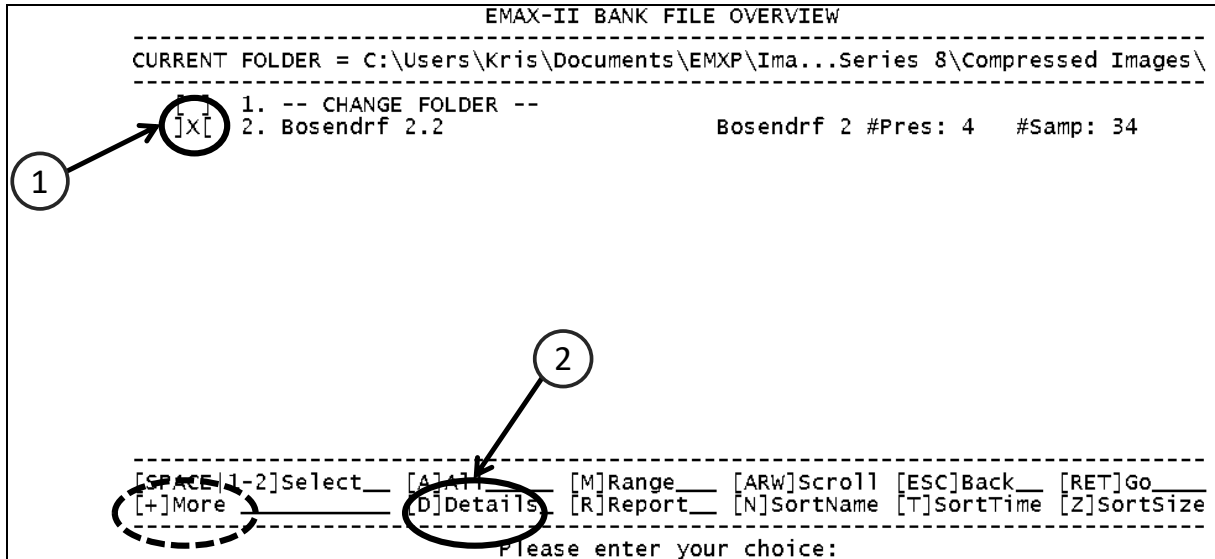 EMAX-II BANK FILE OVERVIEW
--------------------------------------------------------------------------------
CURRENT FOLDER = C:\Users\Kris\Documents\EMXP\Ima...Series 8\Compressed Images\
--------------------------------------------------------------------------------
[ ] 1. -- CHANGE FOLDER --
]X[ 2. Bosendrf 2.2 Bosendrf 2 #Pres: 4 #Samp: 34
1
2
--------------------------------------------------------------------------------
[SPACE|1-2]Select__ [A]All_____ [M]Range___ [ARW]Scroll [ESC]Back__ [RET]Go____
[+]More ___________ [D]Details_ [R]Report__ [N]SortName [T]SortTime [Z]SortSize
--------------------------------------------------------------------------------
Please enter your choice: